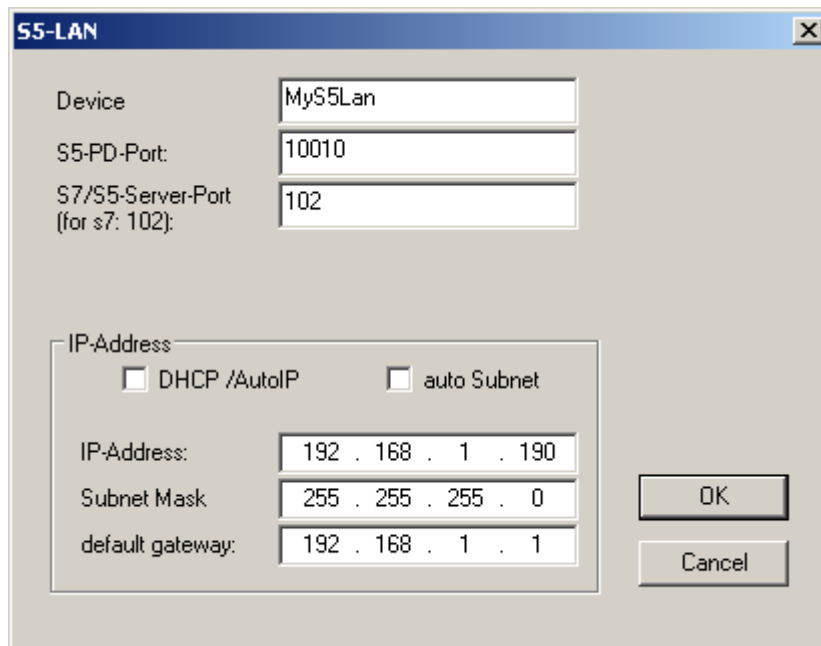 S5-LAN
Device MyS5Lan
S5-PD-Port: 10010
S7/S5-Server-Port 102
(for s7: 102):
IP-Address
DHCP /AutoIP auto Subnet
IP-Address: 192 . 168 . 1 . 190
Subnet Mask 255 . 255 . 255 . 0
OK
default gateway: 192 . 168 . 1 . 1
Cancel